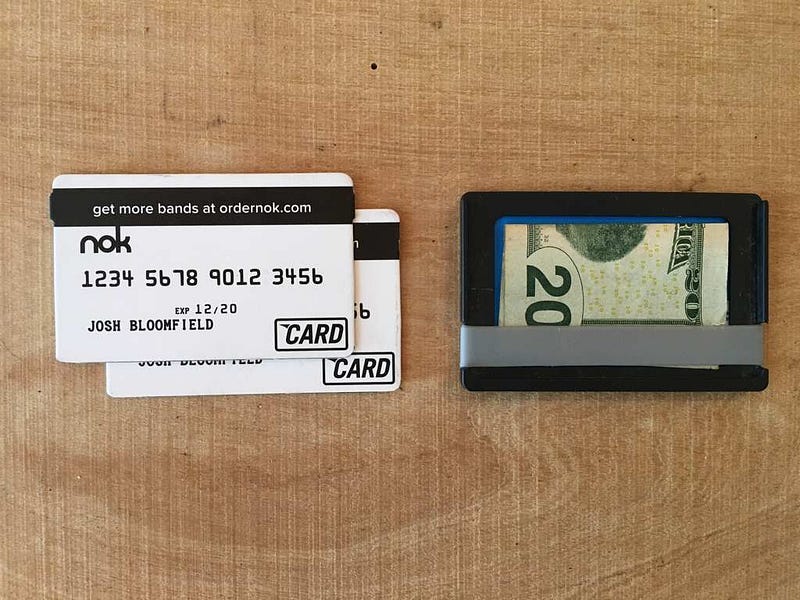 get more bands at ordernok.com
nok
1234 5678 9012 3456
EXP 12/20
JOSH BLOOMFIELD
CARD
56
CARD
20
20